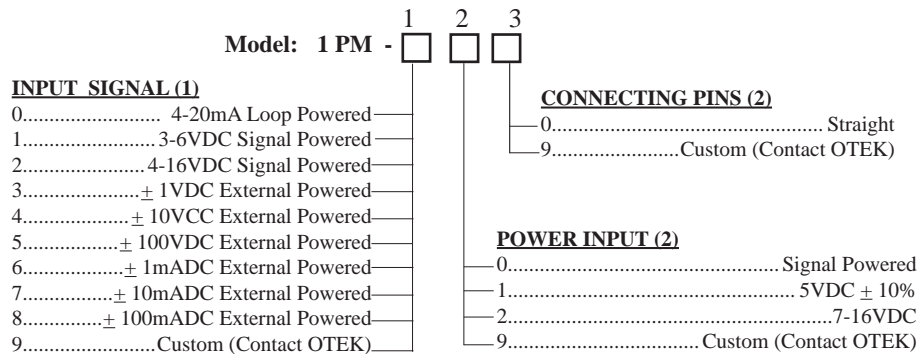 1 2 3
Model: 1 PM - 
INPUT SIGNAL (1)
0.......................... 4-20mA Loop Powered
1..........................3-6VDC Signal Powered
2.......................4-16VDC Signal Powered
3.................± 1VDC External Powered
4....................± 10VCC External Powered
5..................± 100VDC External Powered
6...................± 1mADC External Powered
7.................± 10mADC External Powered
8...............± 100mADC External Powered
9.........................Custom (Contact OTEK)
CONNECTING PINS (2)
0................................................... Straight
9........................Custom (Contact OTEK)
POWER INPUT (2)
0................................................... Signal Powered
1...................................................... 5VDC ± 10%
2.............................................................7-16VDC
9......................................Custom (Contact OTEK)